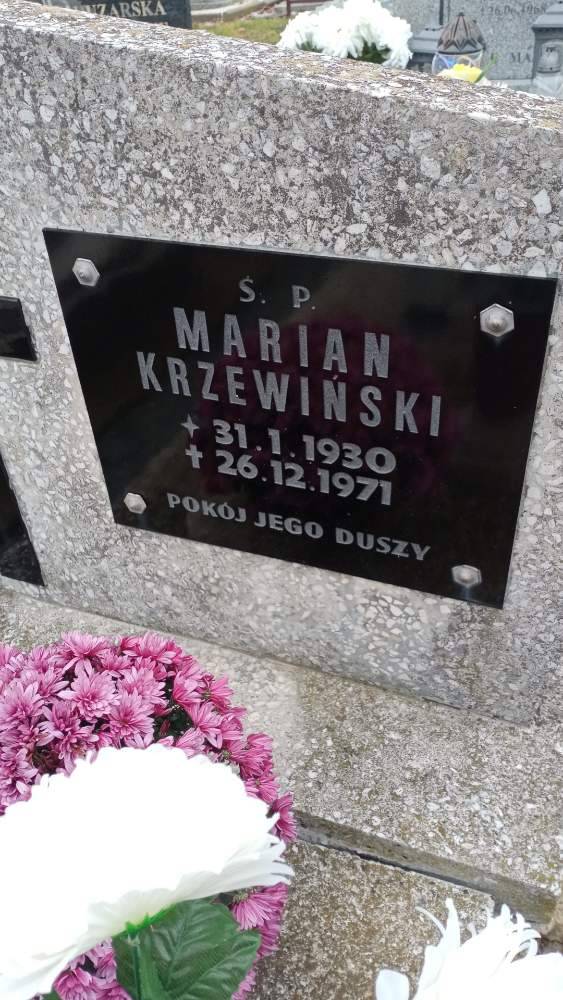 Ś. P.
MARIAN
KRZEWIŃSKI
31.1.1930
✝ 26.12.1971
POKÓJ JEGO DUSZY